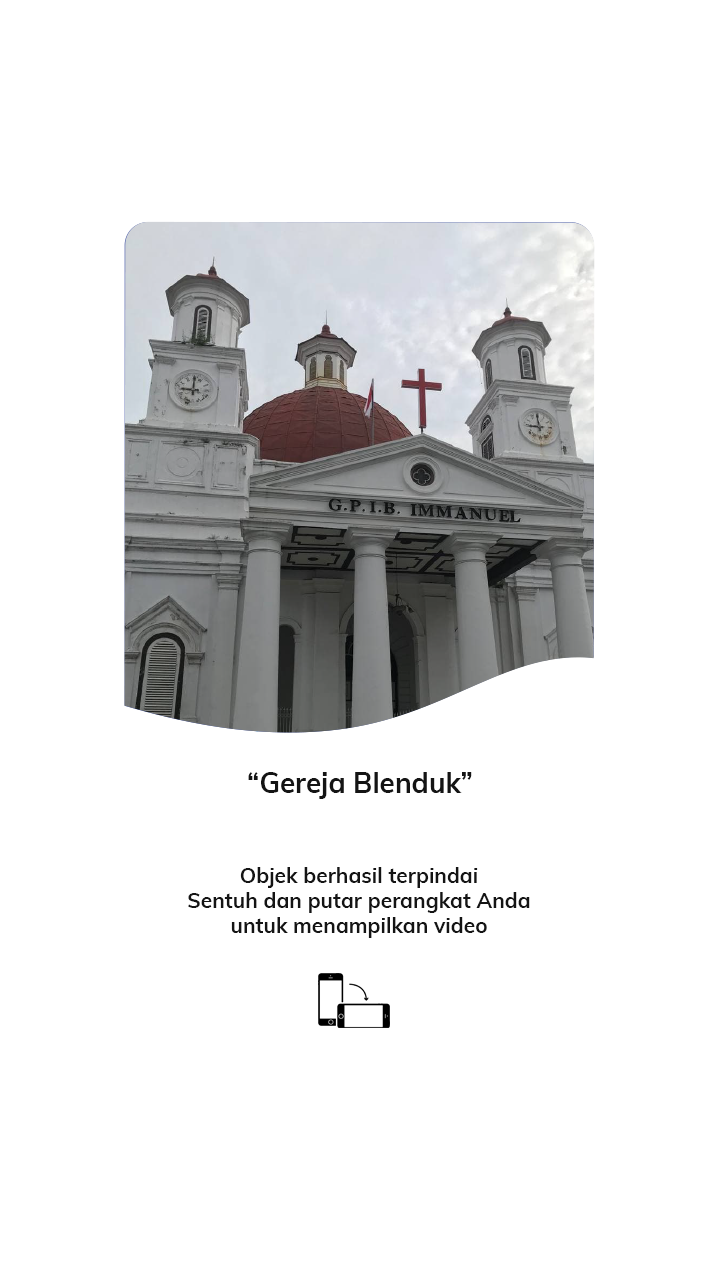 G.P.I.B. IMMANUEL
“Gereja Blenduk”
Objek berhasil terpindai
Sentuh dan putar perangkat Anda
untuk menampilkan video